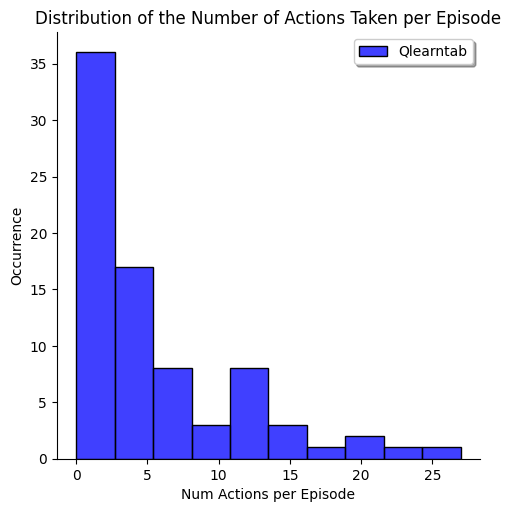 Distribution of the Number of Actions Taken per Episode
Qlearntab
35
30
25
20
15
10
5
0
Occurrence
0 5 10 15 20 25
Num Actions per Episode